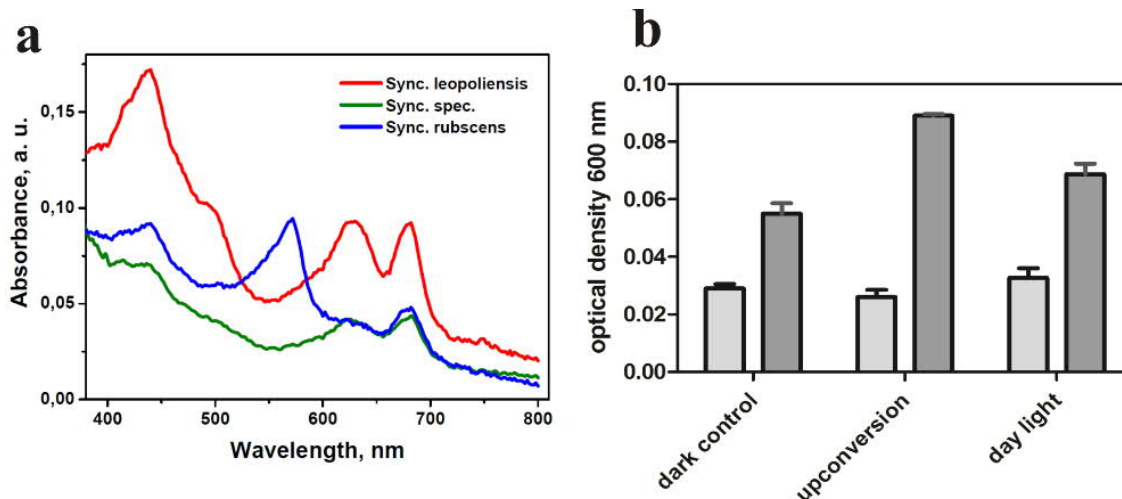 a
Absorbance, a. u.
0,15
0,10
0,05
0,00
Sync. leopoliensis
Sync. spec.
Sync. rubscens
400 500 600 700 800
Wavelength, nm
b
optical density 600 nm
0.10
0.08
0.06
0.04
0.02
0.00
dark control
upconversion
day light